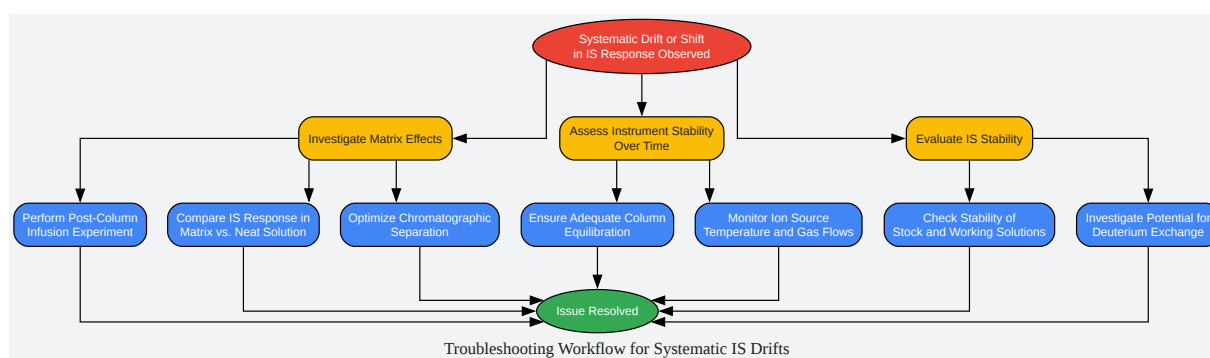 Systematic Drift or Shift
in IS Response Observed
Investigate Matrix Effects
Assess Instrument Stability
Over Time
Evaluate IS Stability
Perform Post-Column
Infusion Experiment
Compare IS Response in
Matrix vs. Neat Solution
Optimize Chromatographic
Separation
Ensure Adequate Column
Equilibration
Monitor Ion Source
Temperature and Gas Flows
Check Stability of
Stock and Working Solutions
Investigate Potential for
Deuterium Exchange
Issue Resolved
Troubleshooting Workflow for Systematic IS Drifts